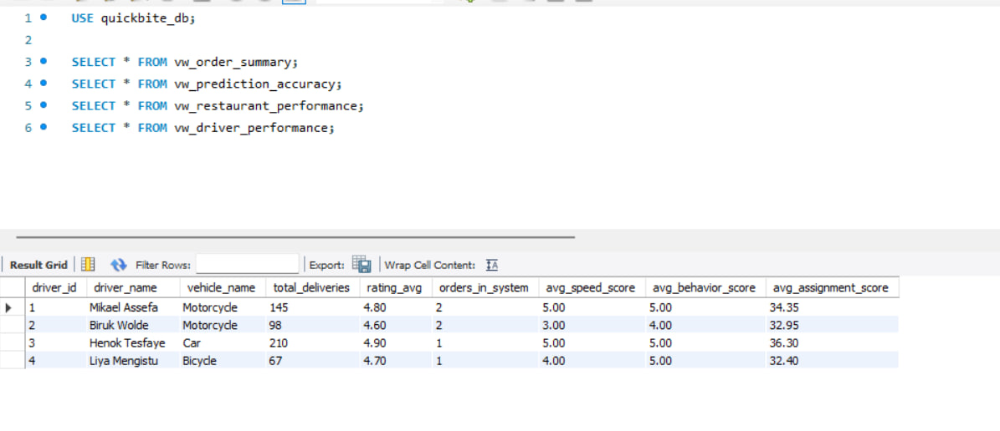 1 USE quickbite_db;
2
3 SELECT * FROM vw_order_summary;
4 SELECT * FROM vw_prediction_accuracy;
5 SELECT * FROM vw_restaurant_performance;
6 SELECT * FROM vw_driver_performance;
Result Grid Filter Rows: Export: Wrap Cell Content: IA
driver_id driver_name vehicle_name total_deliveries rating_avg orders_in_system avg_speed_score avg_behavior_score avg_assignment_score
1 Mikael Assefa Motorcycle 145 4.80 2 5.00 5.00 34.35
2 Biruk Wolde Motorcycle 98 4.60 2 3.00 4.00 32.95
3 Henok Tesfaye Car 210 4.90 1 5.00 5.00 36.30
4 Liya Mengistu Bicycle 67 4.70 1 4.00 5.00 32.40